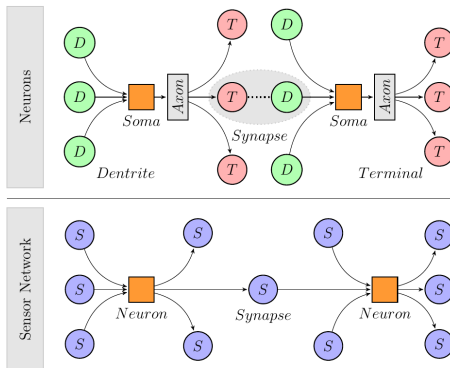 Neurons
T D T
D
Axon Axon
D T D T
Soma Synapse Soma
D Dentrite T D Terminal T
Sensor Network
S S S S
S S S
Neuron Synapse Neuron
S S S S